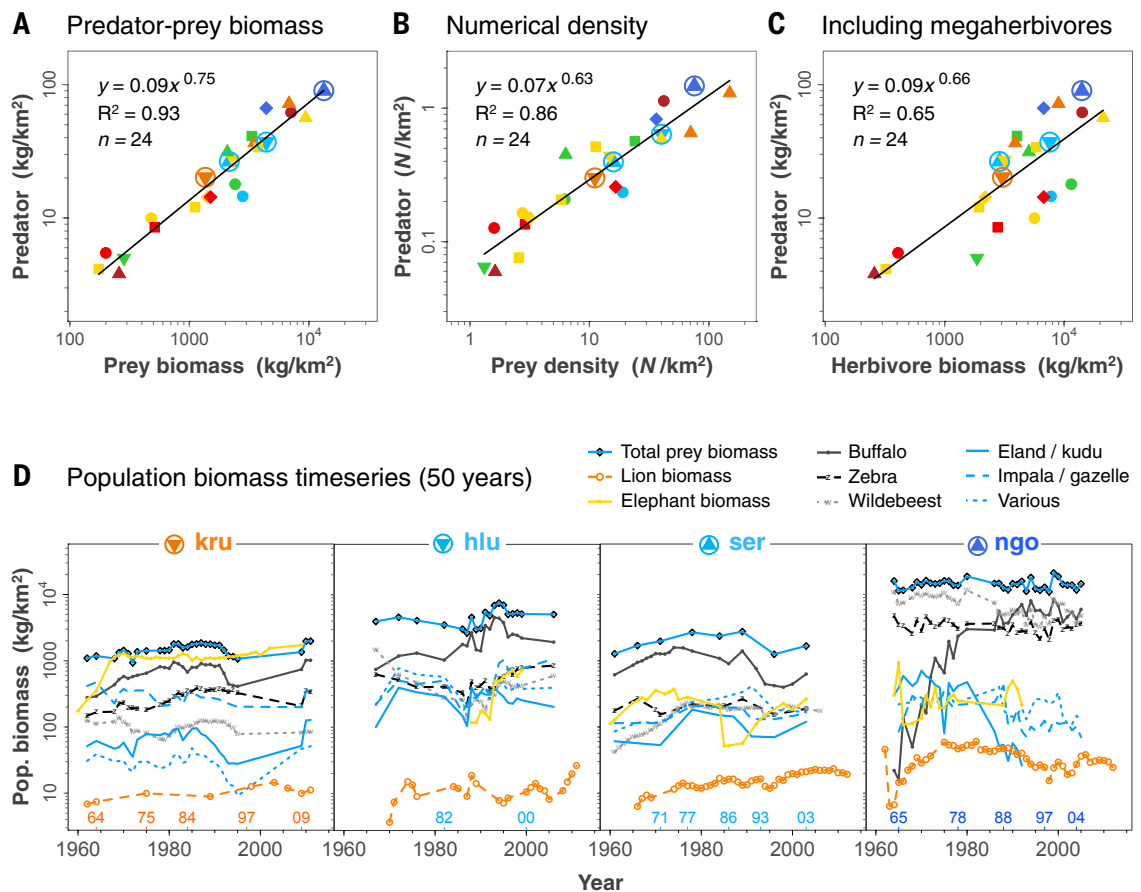 A Predator-prey biomass
B Numerical density
C Including megaherbivores
y = 0.09x^0.75
R² = 0.93
n = 24
Predator (kg/km²)
100
10
100 1000 10⁴
Prey biomass (kg/km²)
y = 0.07x^0.63
R² = 0.86
n = 24
Predator (N/km²)
1
0.1
1 10 100
Prey density (N/km²)
y = 0.09x^0.66
R² = 0.65
n = 24
Predator (kg/km²)
100
10
100 1000 10⁴
Herbivore biomass (kg/km²)
D Population biomass timeseries (50 years)
Total prey biomass
Lion biomass
Elephant biomass
Buffalo
Zebra
Wildebeest
Eland / kudu
Impala / gazelle
Various
kru hlu ser ngo
Pop. biomass (kg/km²)
10⁴
1000
100
10
64 75 84 97 09
82 00
71 77 86 93 03
65 78 88 97 04
1960 1980 2000
1960 1980 2000
1960 1980 2000
1960 1980 2000
Year